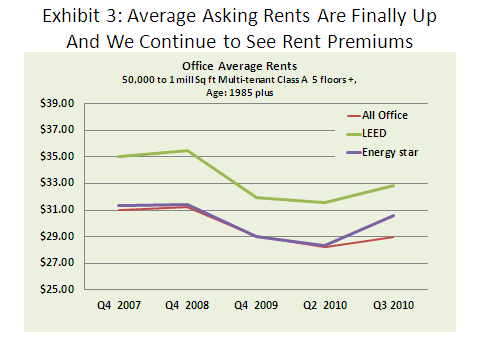 Exhibit 3: Average Asking Rents Are Finally Up
And We Continue to See Rent Premiums
Office Average Rents
50,000 to 1 mill Sq ft Multi-tenant Class A 5 floors +,
Age: 1985 plus
$39.00
$37.00
$35.00
$33.00
$31.00
$29.00
$27.00
$25.00
All Office
LEED
Energy star
Q4 2007 Q4 2008 Q4 2009 Q2 2010 Q3 2010